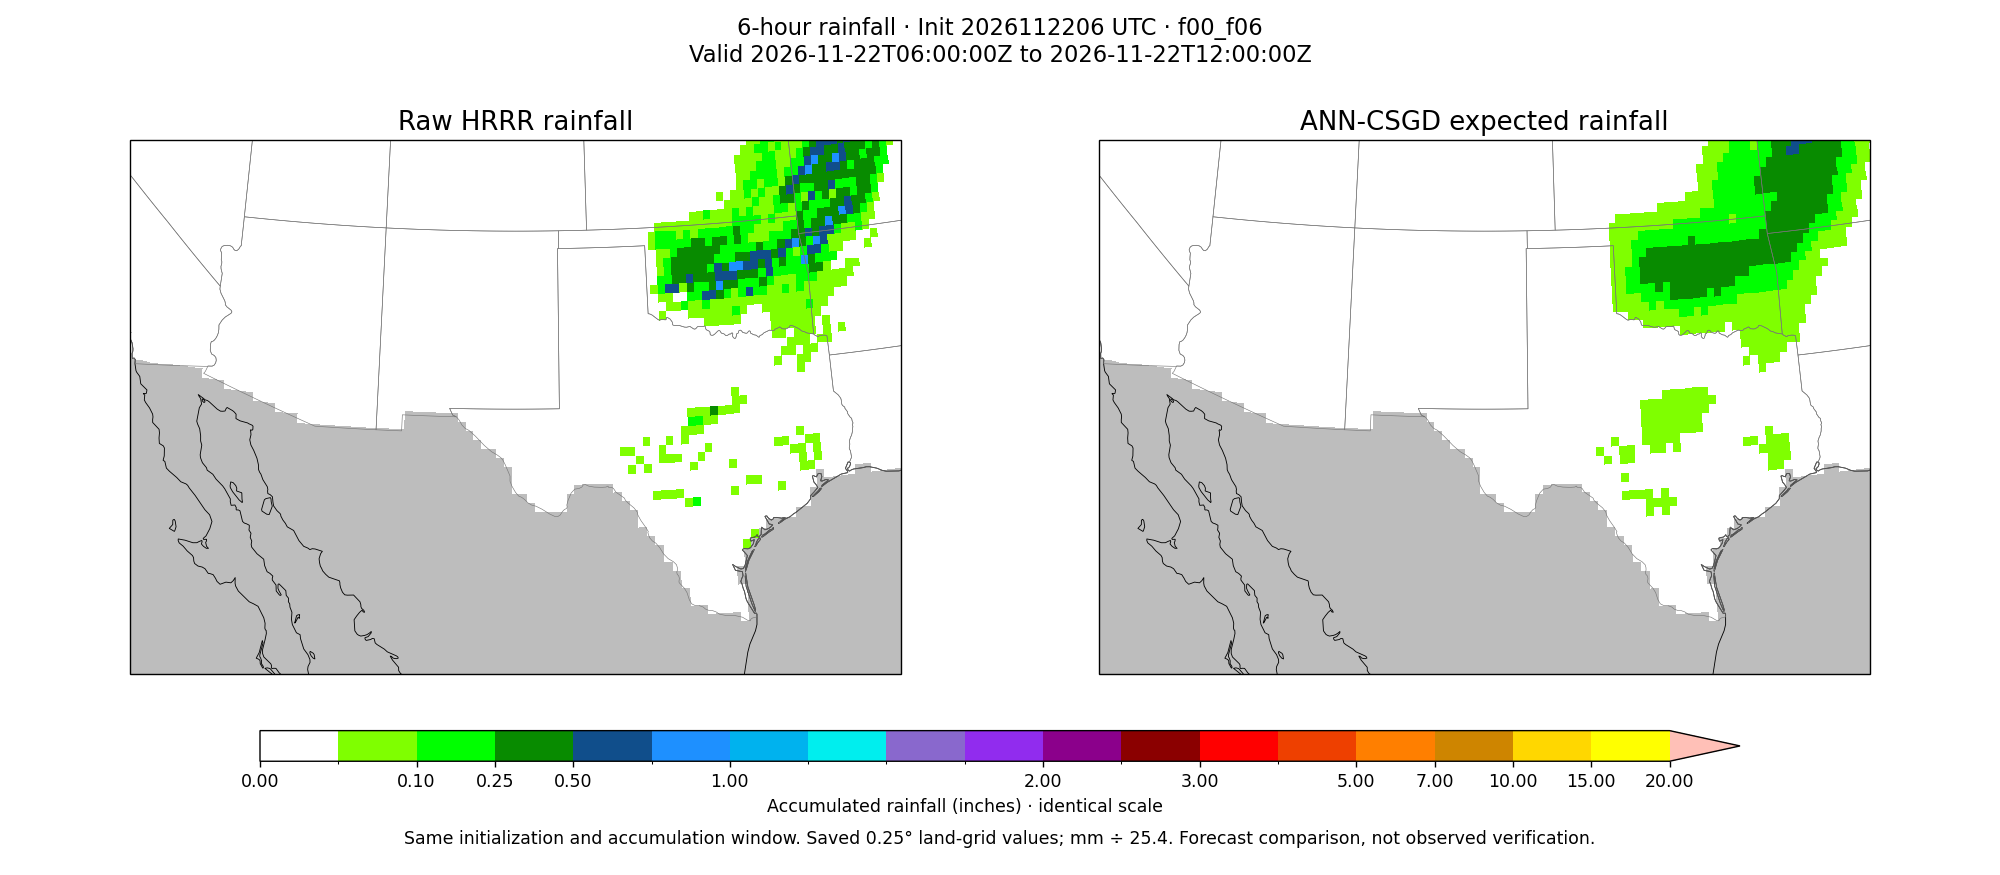 6-hour rainfall · Init 2026112206 UTC · f00_f06
Valid 2026-11-22T06:00:00Z to 2026-11-22T12:00:00Z
Raw HRRR rainfall
ANN-CSGD expected rainfall
0.00 0.10 0.25 0.50 1.00 2.00 3.00 5.00 7.00 10.00 15.00 20.00
Accumulated rainfall (inches) · identical scale
Same initialization and accumulation window. Saved 0.25° land-grid values; mm ÷ 25.4. Forecast comparison, not observed verification.